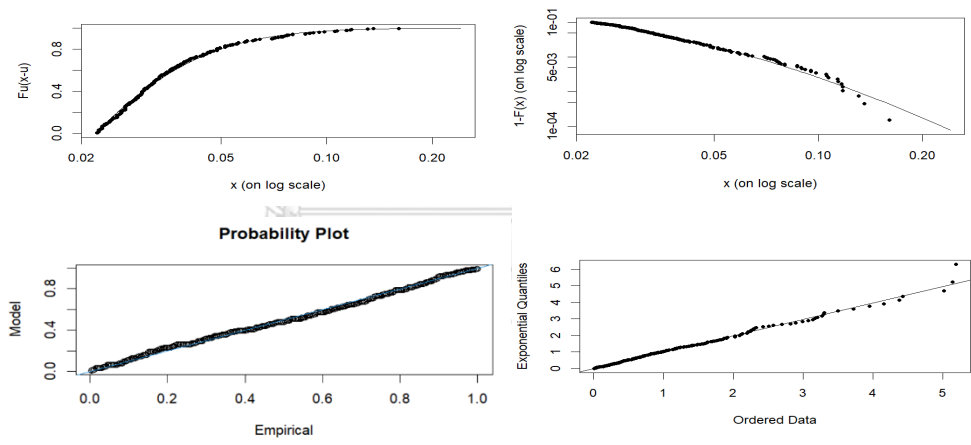 Fu(x-u)
0.0 0.4 0.8
0.02 0.05 0.10 0.20
x (on log scale)
1-F(x) (on log scale)
1e-04 5e-03 1e-01
0.02 0.05 0.10 0.20
x (on log scale)
Probability Plot
Model
0.0 0.4 0.8
0.0 0.2 0.4 0.6 0.8 1.0
Empirical
Exponential Quantiles
0 1 2 3 4 5 6
0 1 2 3 4 5
Ordered Data